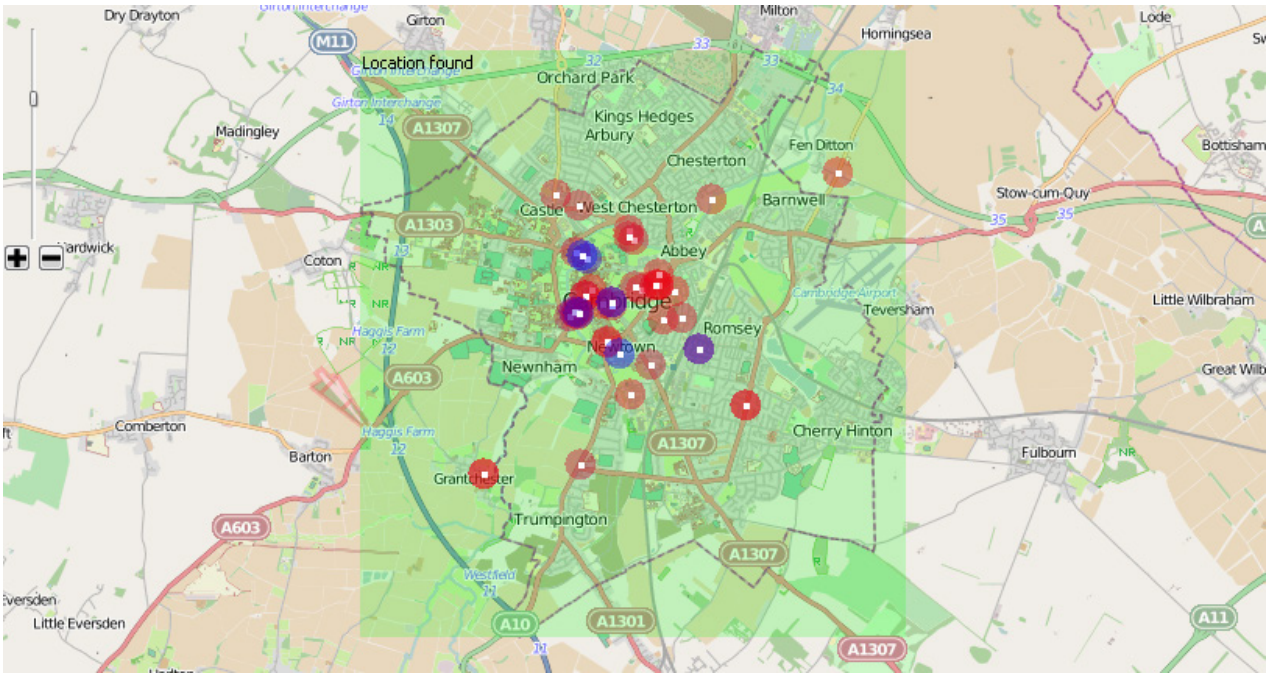 Girton Interchange
Milton
Lode
Dry Drayton
Girton
Horningsea
M11
33
Location found
32
33
Girton Interchange
Orchard Park
34
Girton Interchange
14
Kings Hedges
A1307
Arbury
Madingley
Fen Ditton
Bottisham
Chesterton
Stow-cum-Quy
Barnwell
Castle
West Chesterton
35
35
A1303
13
Abbey
Coton
NR
NR
Cambridge Airport
Little Wilbraham
Cambridge
NR
NR
Teversham
Haggis Farm
12
Romsey
Newtown
Newnham
A603
Great Wilb
Comberton
Haggis Farm
12
Cherry Hinton
A1307
Fulbourn
NR
Barton
Grantchester
Trumpington
A603
A1307
Westfield
11
eversden
Little Eversden
A10
A1301
A11
11
A1307